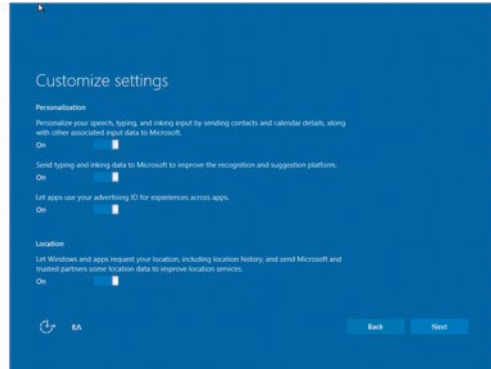 Customize settings
Personalization
Personalize your speech, typing, and inking input by sending contacts and calendar details, along
with other associated input data to Microsoft.
On
Send typing and inking data to Microsoft to improve the recognition and suggestion platform.
On
Let apps use your advertising ID for experiences across apps.
On
Location
Let Windows and apps request your location, including location history, and send Microsoft and
trusted partners some location data to improve location services.
On
ΕΛ
Back
Next